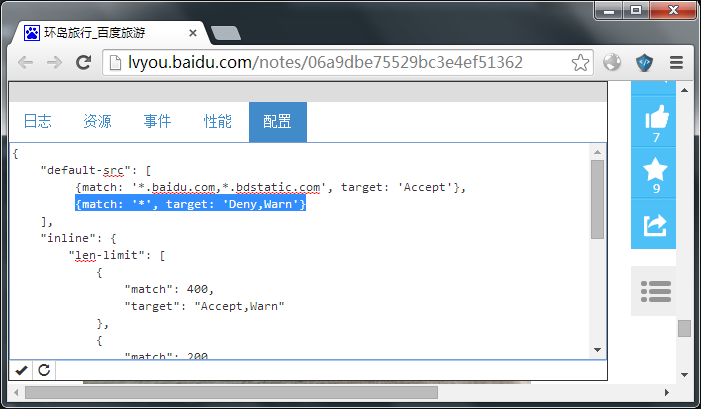 环岛旅行_百度旅游
lvyou.baidu.com/notes/06a9dbe75529bc3e4ef51362
日志 资源 事件 性能 配置
{
"default-src": [
{match: '*.baidu.com,*.bdstatic.com', target: 'Accept'},
{match: '*', target: 'Deny,Warn'}
],
"inline": {
"len-limit": [
{
"match": 400,
"target": "Accept,Warn"
},
{
"match": 200
7
9